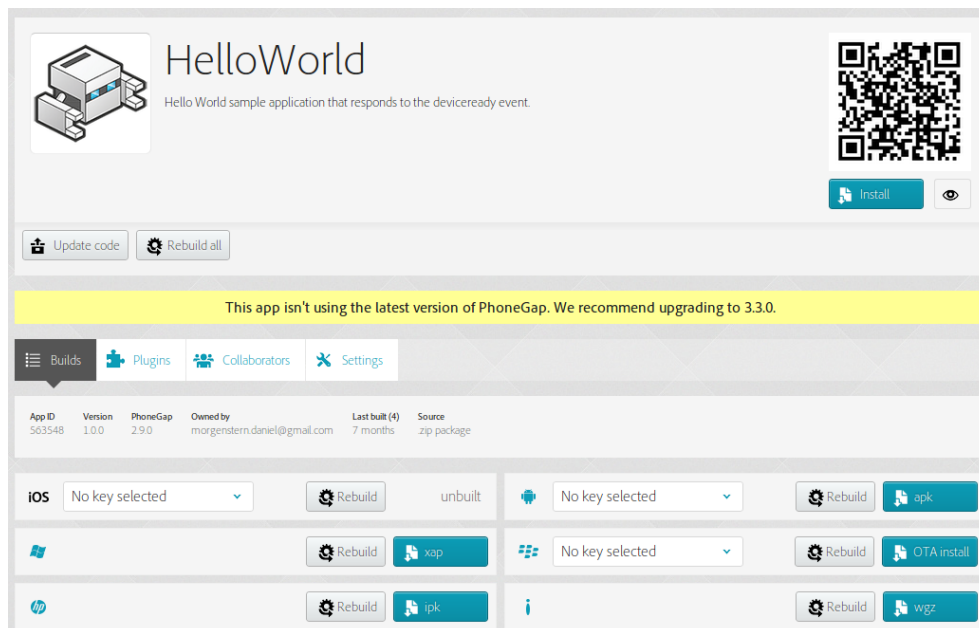 HelloWorld
Hello World sample application that responds to the deviceready event.
Install
Update code
Rebuild all
This app isn't using the latest version of PhoneGap. We recommend upgrading to 3.3.0.
Builds Plugins Collaborators Settings
App ID Version PhoneGap Owned by Last built (4) Source
563548 1.0.0 2.9.0 morgenstern.daniel@gmail.com 7 months .zip package
iOS No key selected Rebuild unbuilt No key selected Rebuild apk
Rebuild xap No key selected Rebuild OTA install
hp Rebuild ipk Rebuild wgz